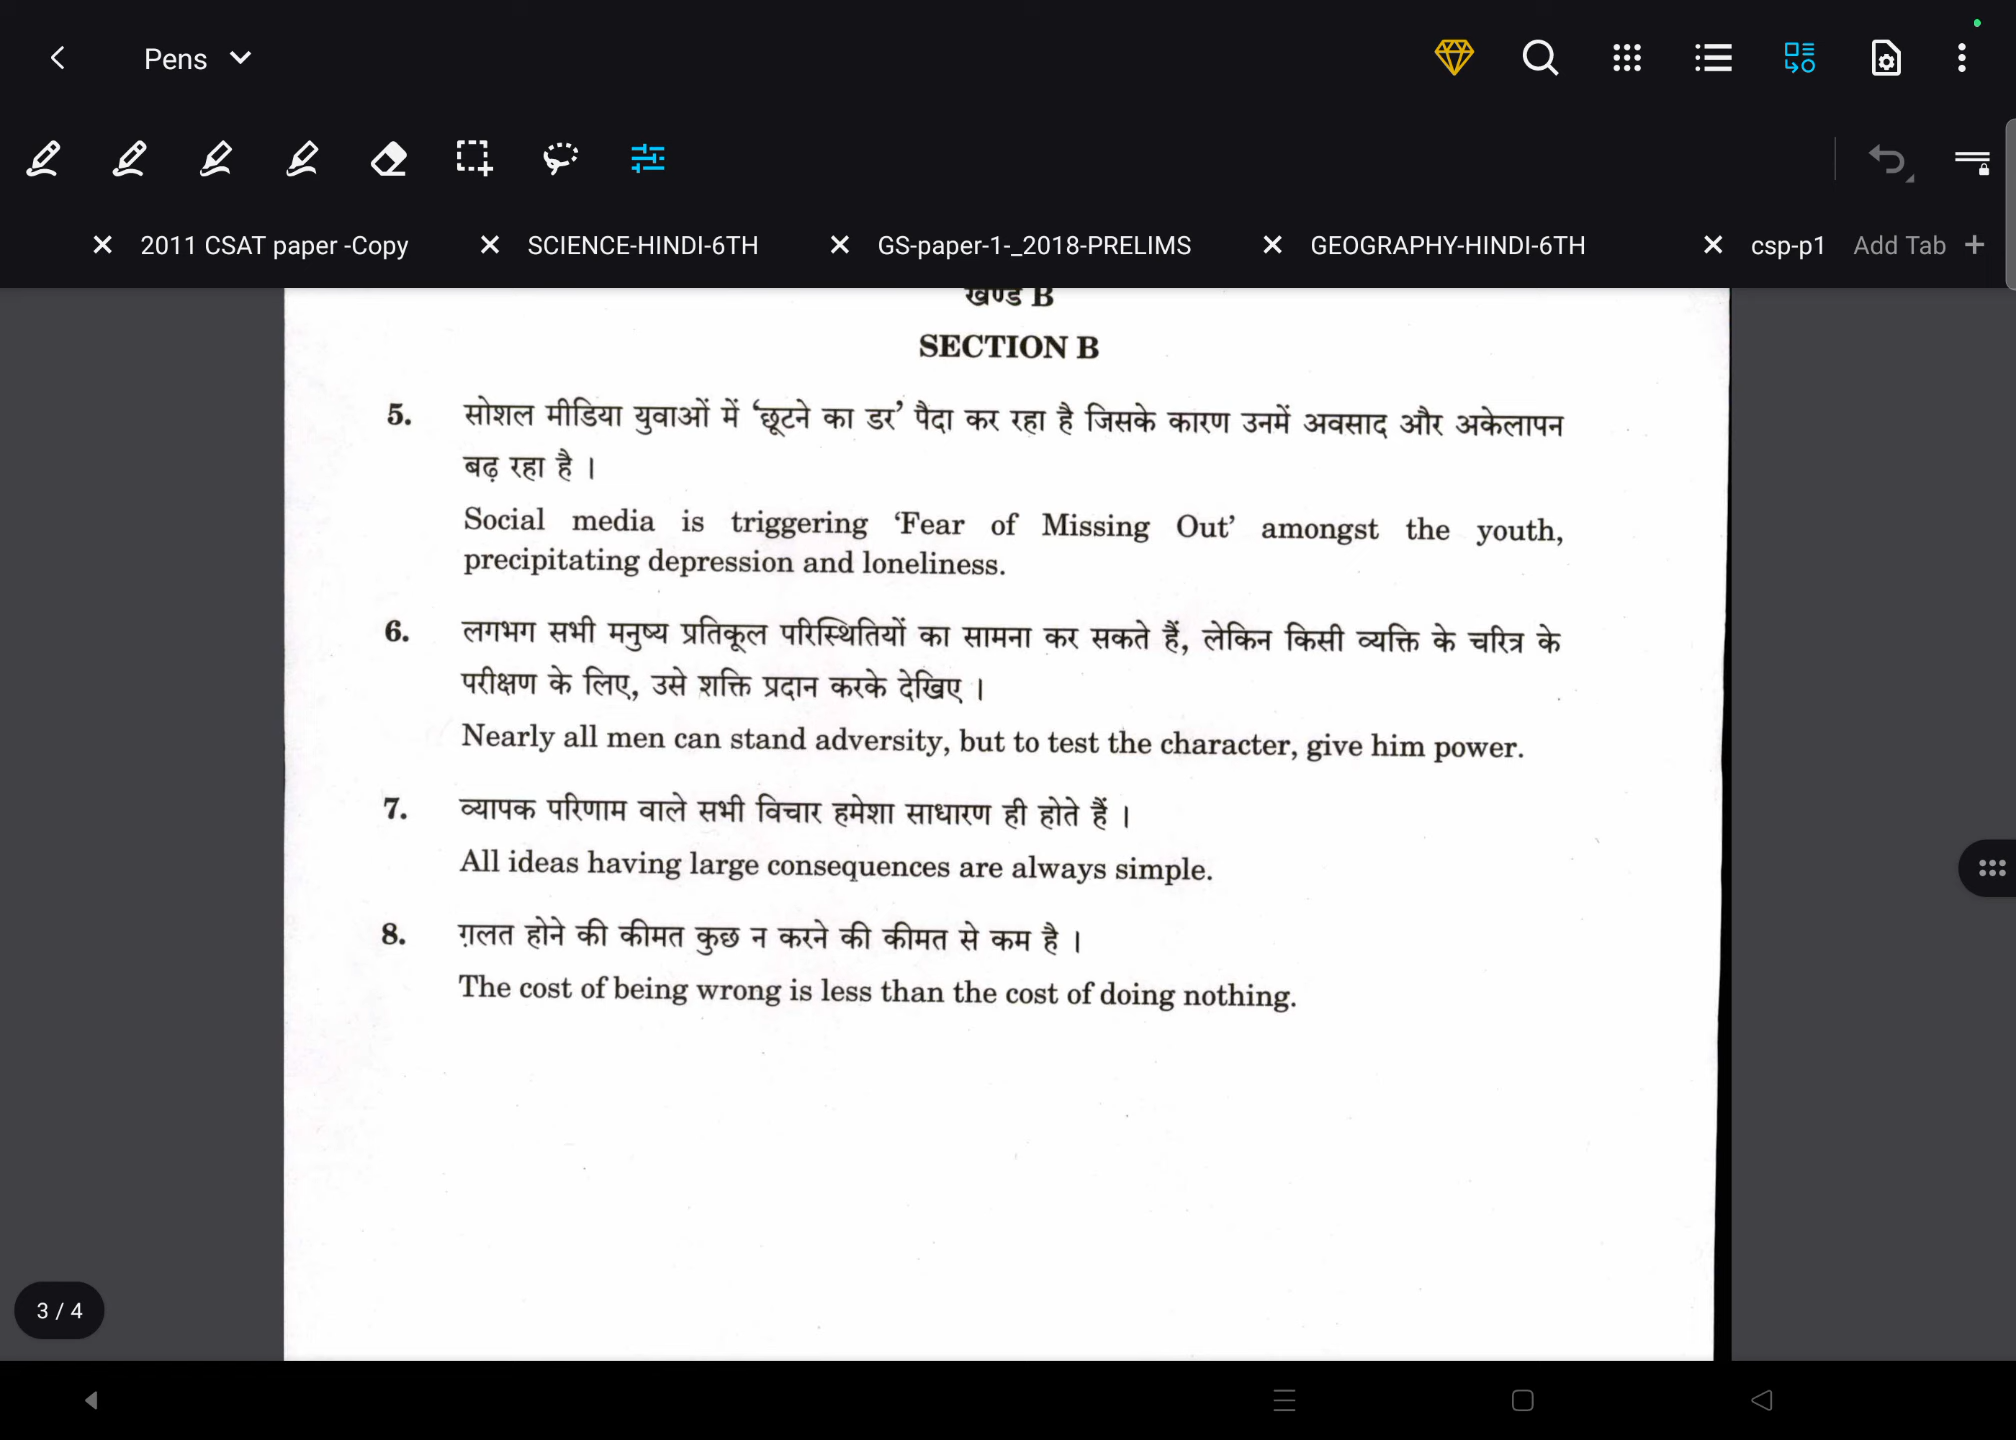 Pens
2011 CSAT paper -Copy
SCIENCE-HINDI-6TH
GS-paper-1-_2018-PRELIMS
GEOGRAPHY-HINDI-6TH
csp-p1
Add Tab +
खण्ड B
SECTION B
5. सोशल मीडिया युवाओं में ‘छूटने का डर’ पैदा कर रहा है जिसके कारण उनमें अवसाद और अकेलापन
बढ़ रहा है ।
Social media is triggering ‘Fear of Missing Out’ amongst the youth,
precipitating depression and loneliness.
6. लगभग सभी मनुष्य प्रतिकूल परिस्थितियों का सामना कर सकते हैं, लेकिन किसी व्यक्ति के चरित्र के
परीक्षण के लिए, उसे शक्ति प्रदान करके देखिए ।
Nearly all men can stand adversity, but to test the character, give him power.
7. व्यापक परिणाम वाले सभी विचार हमेशा साधारण ही होते हैं ।
All ideas having large consequences are always simple.
8. ग़लत होने की कीमत कुछ न करने की कीमत से कम है ।
The cost of being wrong is less than the cost of doing nothing.
3 / 4